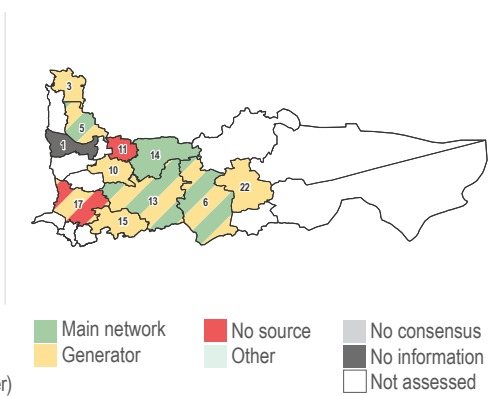 3
5
1
11
14
10
22
17
13
6
15
Main network
No source
No consensus
Generator
Other
No information
er)
Not assessed